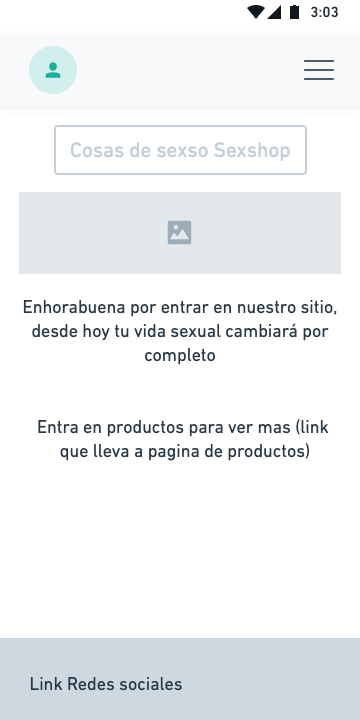 3:03
Cosas de sexso Sexshop
Enhorabuena por entrar en nuestro sitio,
desde hoy tu vida sexual cambiará por
completo
Entra en productos para ver mas (link
que lleva a pagina de productos)
Link Redes sociales